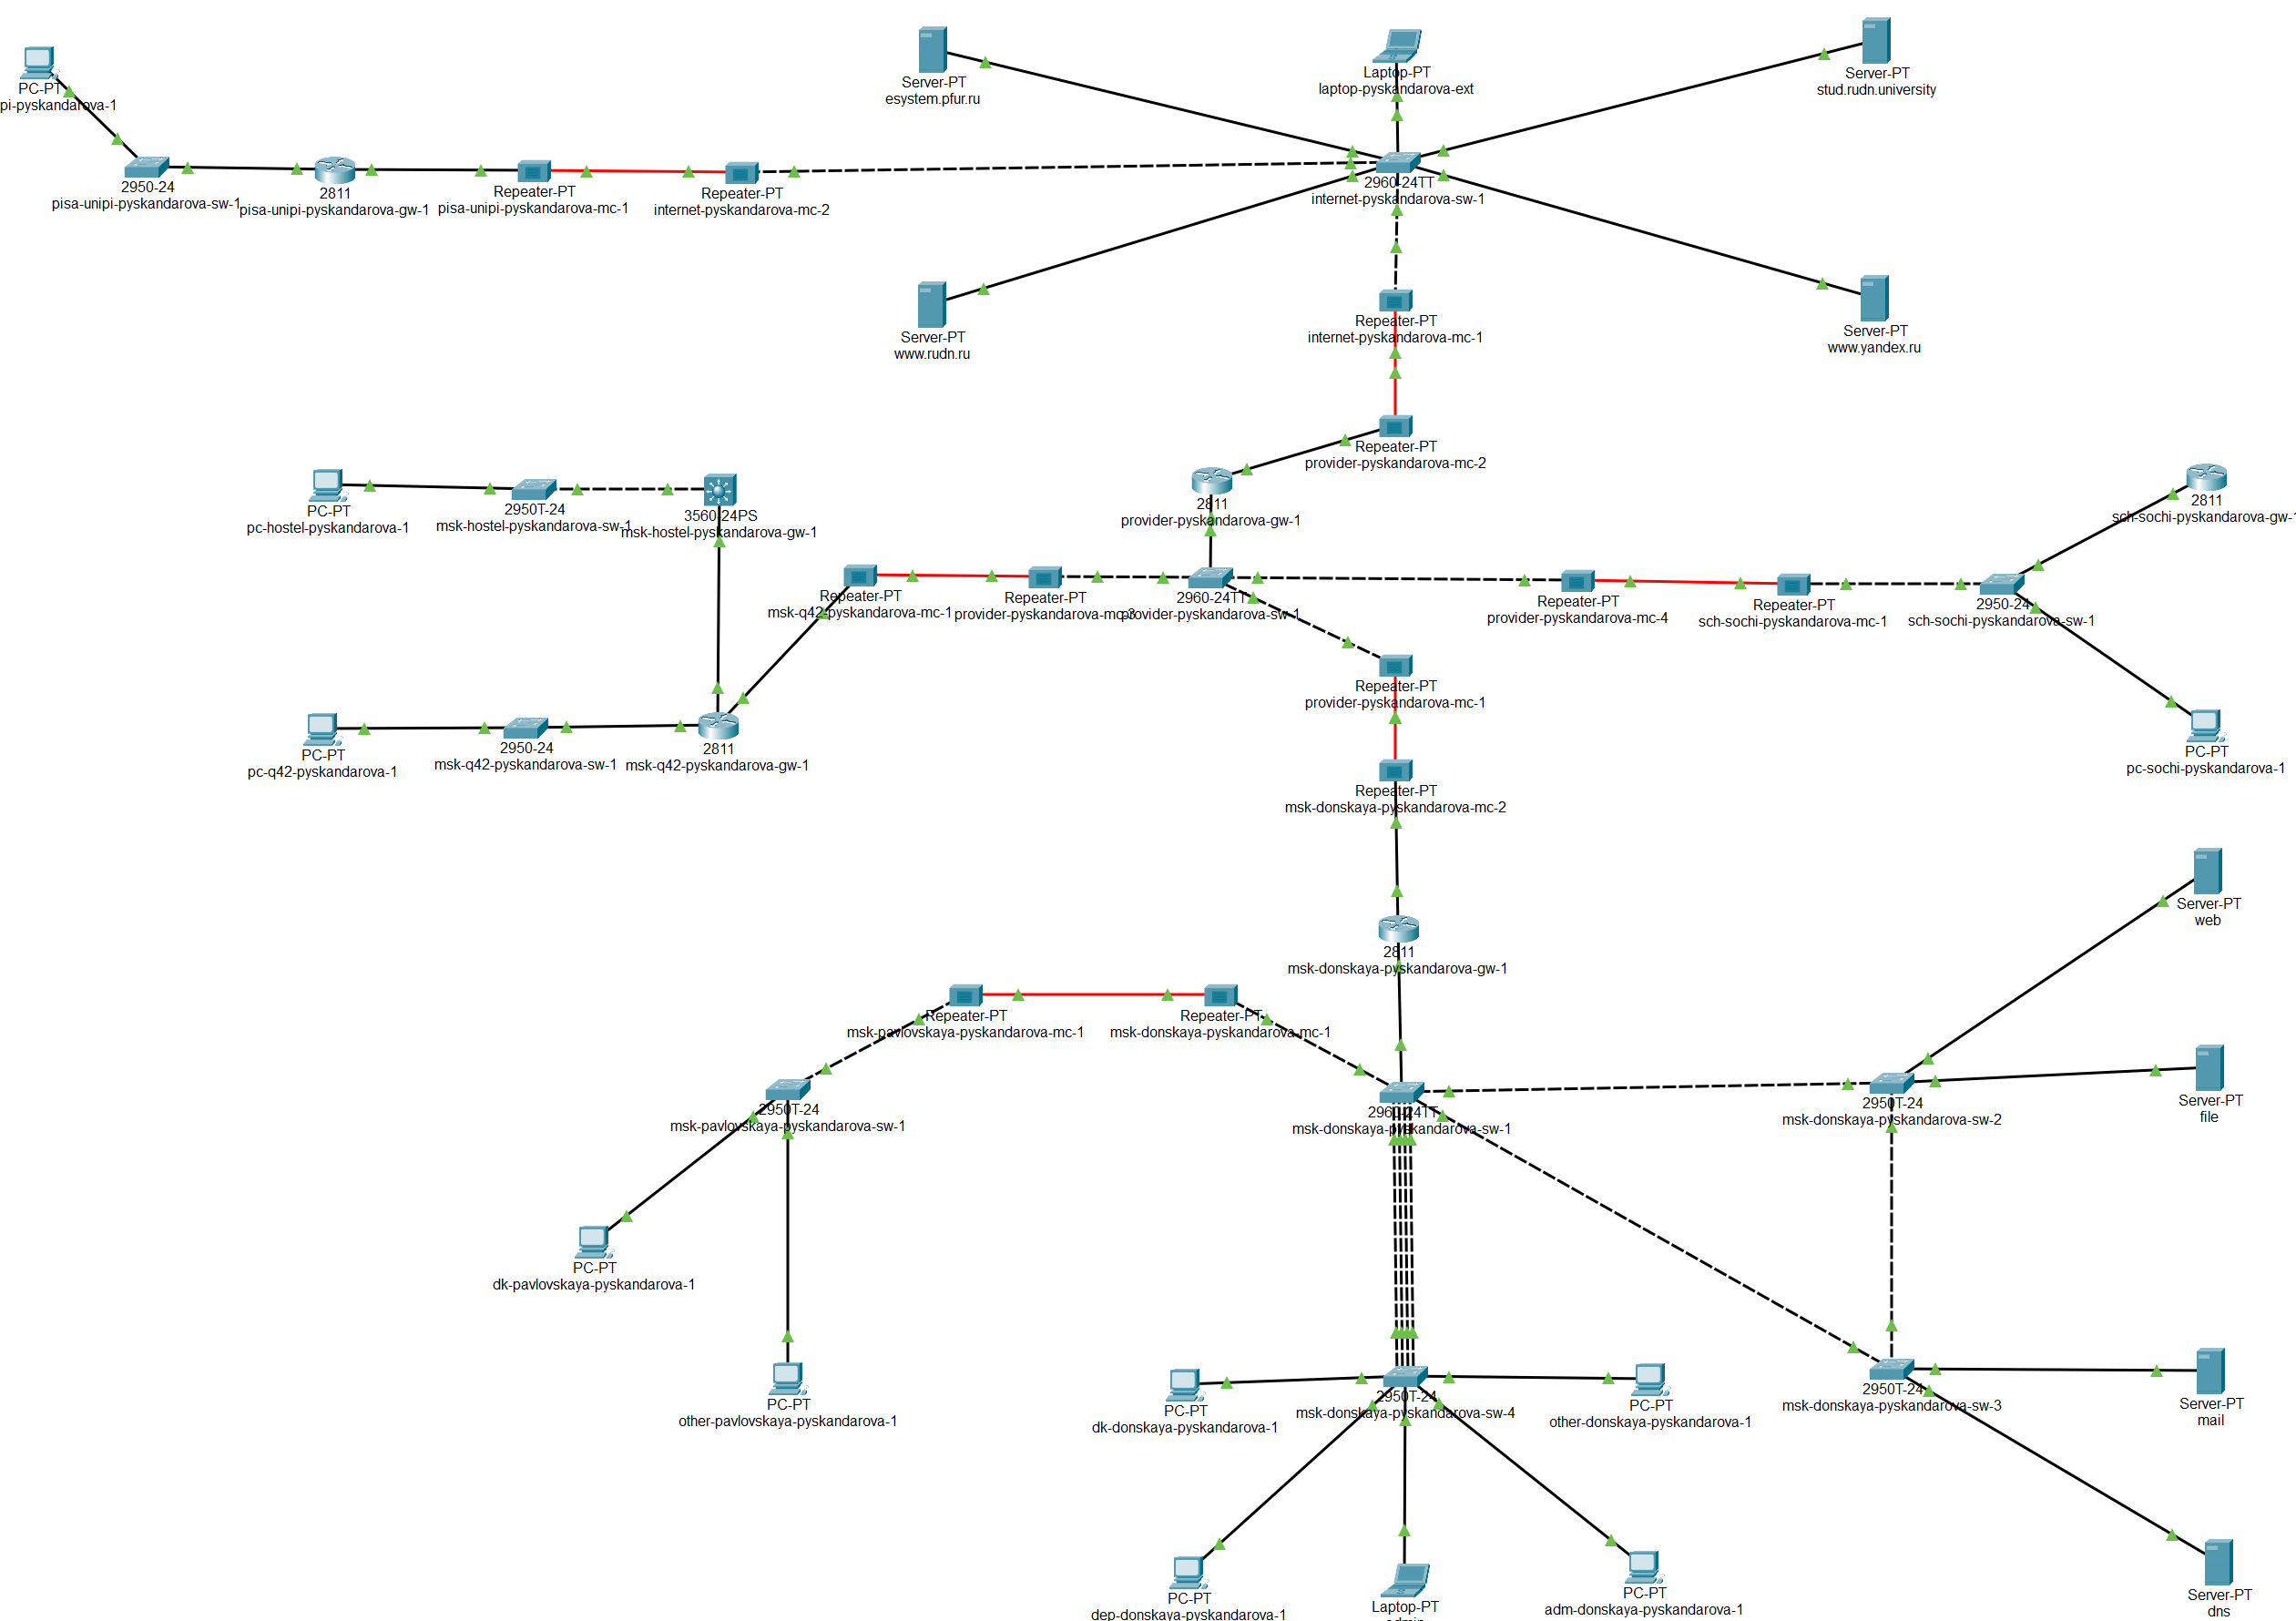 Server-PT
esystem.pfur.ru
Laptop-PT
laptop-pyskandarova-ext
Server-PT
stud.rudn.university
PC-PT
pi-pyskandarova-1
2950-24
pisa-unipi-pyskandarova-sw-1
2811
pisa-unipi-pyskandarova-gw-1
Repeater-PT
pisa-unipi-pyskandarova-mc-1
Repeater-PT
internet-pyskandarova-mc-2
2960-24TT
internet-pyskandarova-sw-1
Server-PT
www.rudn.ru
Repeater-PT
internet-pyskandarova-mc-1
Server-PT
www.yandex.ru
Repeater-PT
provider-pyskandarova-mc-2
PC-PT
pc-hostel-pyskandarova-1
2950T-24
msk-hostel-pyskandarova-sw-1
3560-24PS
msk-hostel-pyskandarova-gw-1
2811
provider-pyskandarova-gw-1
2811
sch-sochi-pyskandarova-gw-1
Repeater-PT
msk-q42-pyskandarova-mc-1
Repeater-PT
provider-pyskandarova-mc-3
2960-24TT
provider-pyskandarova-sw-1
Repeater-PT
provider-pyskandarova-mc-4
Repeater-PT
sch-sochi-pyskandarova-mc-1
2950-24
sch-sochi-pyskandarova-sw-1
Repeater-PT
provider-pyskandarova-mc-1
PC-PT
pc-q42-pyskandarova-1
2950-24
msk-q42-pyskandarova-sw-1
2811
msk-q42-pyskandarova-gw-1
PC-PT
pc-sochi-pyskandarova-1
Repeater-PT
msk-donskaya-pyskandarova-mc-2
Server-PT
web
2811
msk-donskaya-pyskandarova-gw-1
Repeater-PT
msk-pavlovskaya-pyskandarova-mc-1
Repeater-PT
msk-donskaya-pyskandarova-mc-1
2950T-24
msk-pavlovskaya-pyskandarova-sw-1
2960-24TT
msk-donskaya-pyskandarova-sw-1
2950T-24
msk-donskaya-pyskandarova-sw-2
Server-PT
file
PC-PT
dk-pavlovskaya-pyskandarova-1
PC-PT
other-pavlovskaya-pyskandarova-1
PC-PT
dk-donskaya-pyskandarova-1
2950T-24
msk-donskaya-pyskandarova-sw-4
PC-PT
other-donskaya-pyskandarova-1
2950T-24
msk-donskaya-pyskandarova-sw-3
Server-PT
mail
PC-PT
dep-donskaya-pyskandarova-1
Laptop-PT
admin
PC-PT
adm-donskaya-pyskandarova-1
Server-PT
dns